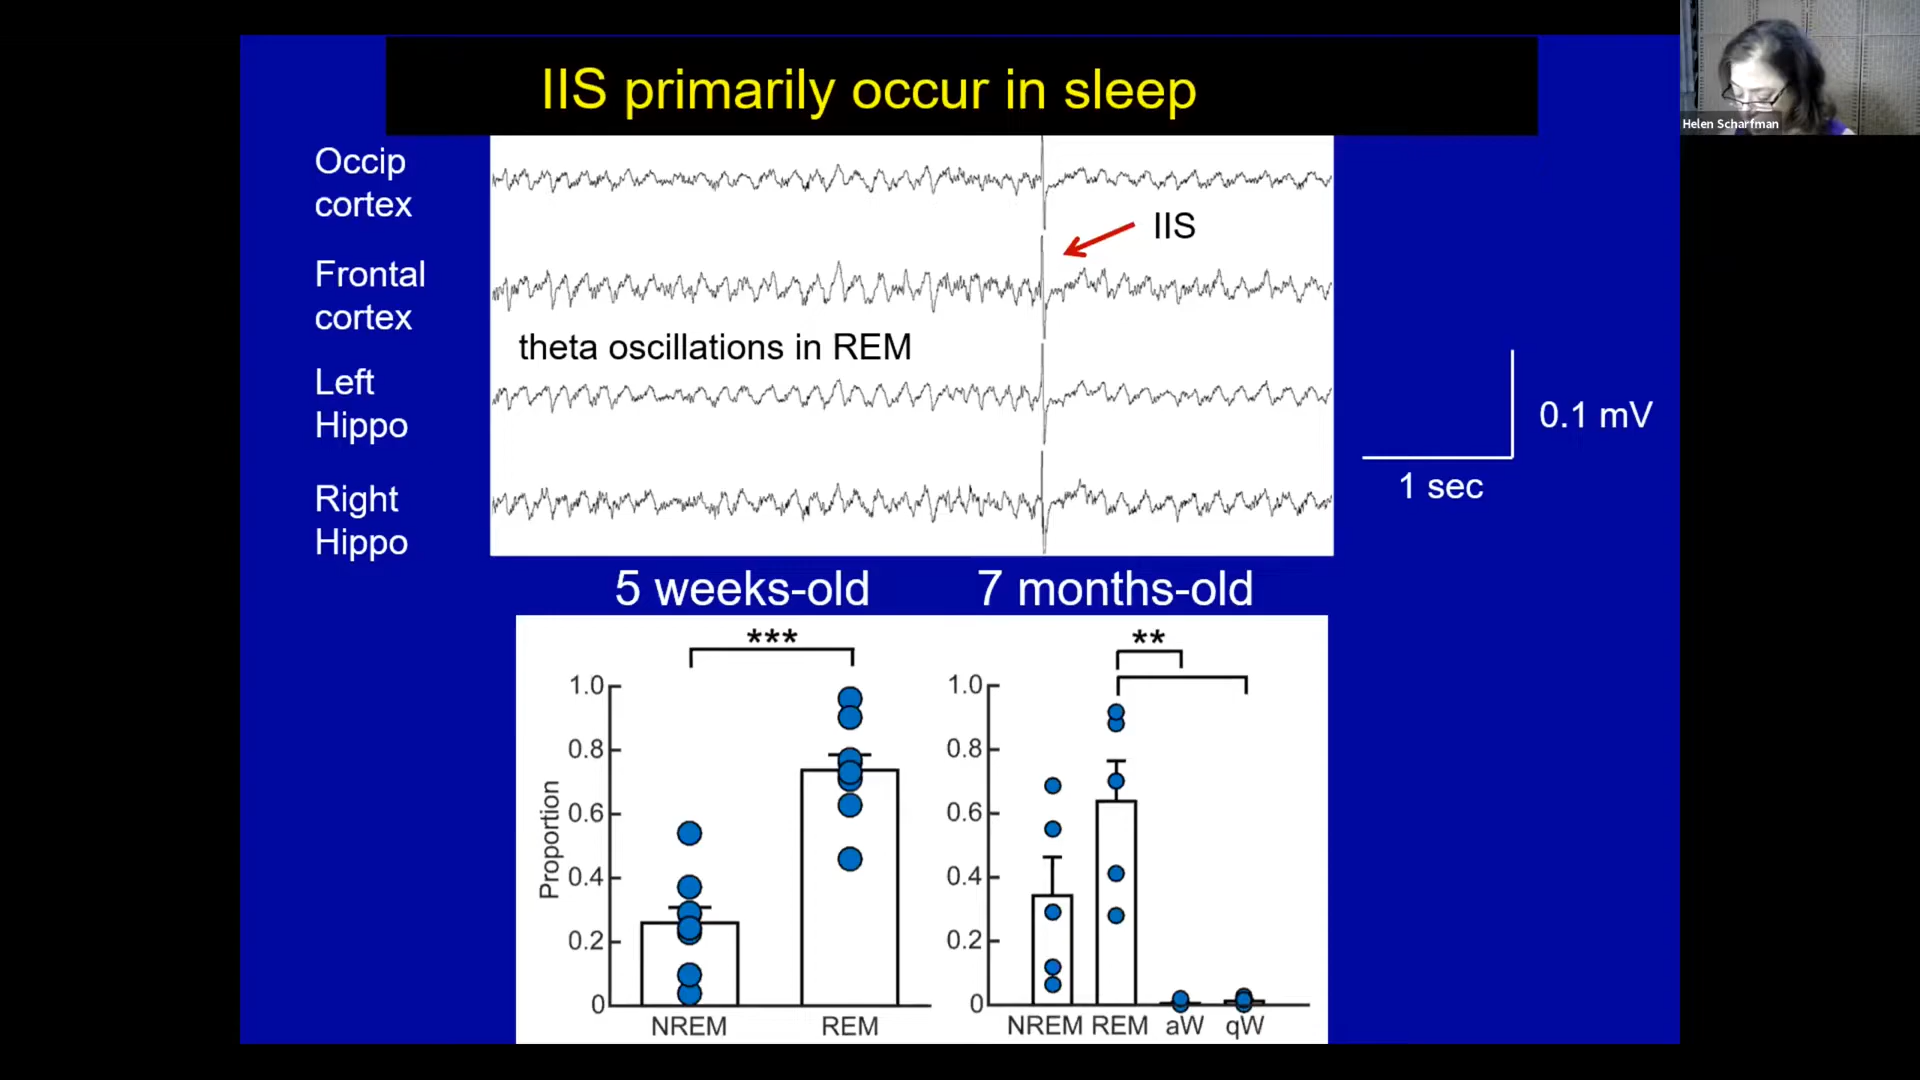 IIS primarily occur in sleep
Helen Scharfman
Occip
cortex
IIS
Frontal
cortex
theta oscillations in REM
Left
Hippo
0.1 mV
1 sec
Right
Hippo
5 weeks-old
7 months-old
***
**
Proportion
1.0
0.8
0.6
0.4
0.2
0
NREM
REM
1.0
0.8
0.6
0.4
0.2
0
NREM
REM
aW
qW